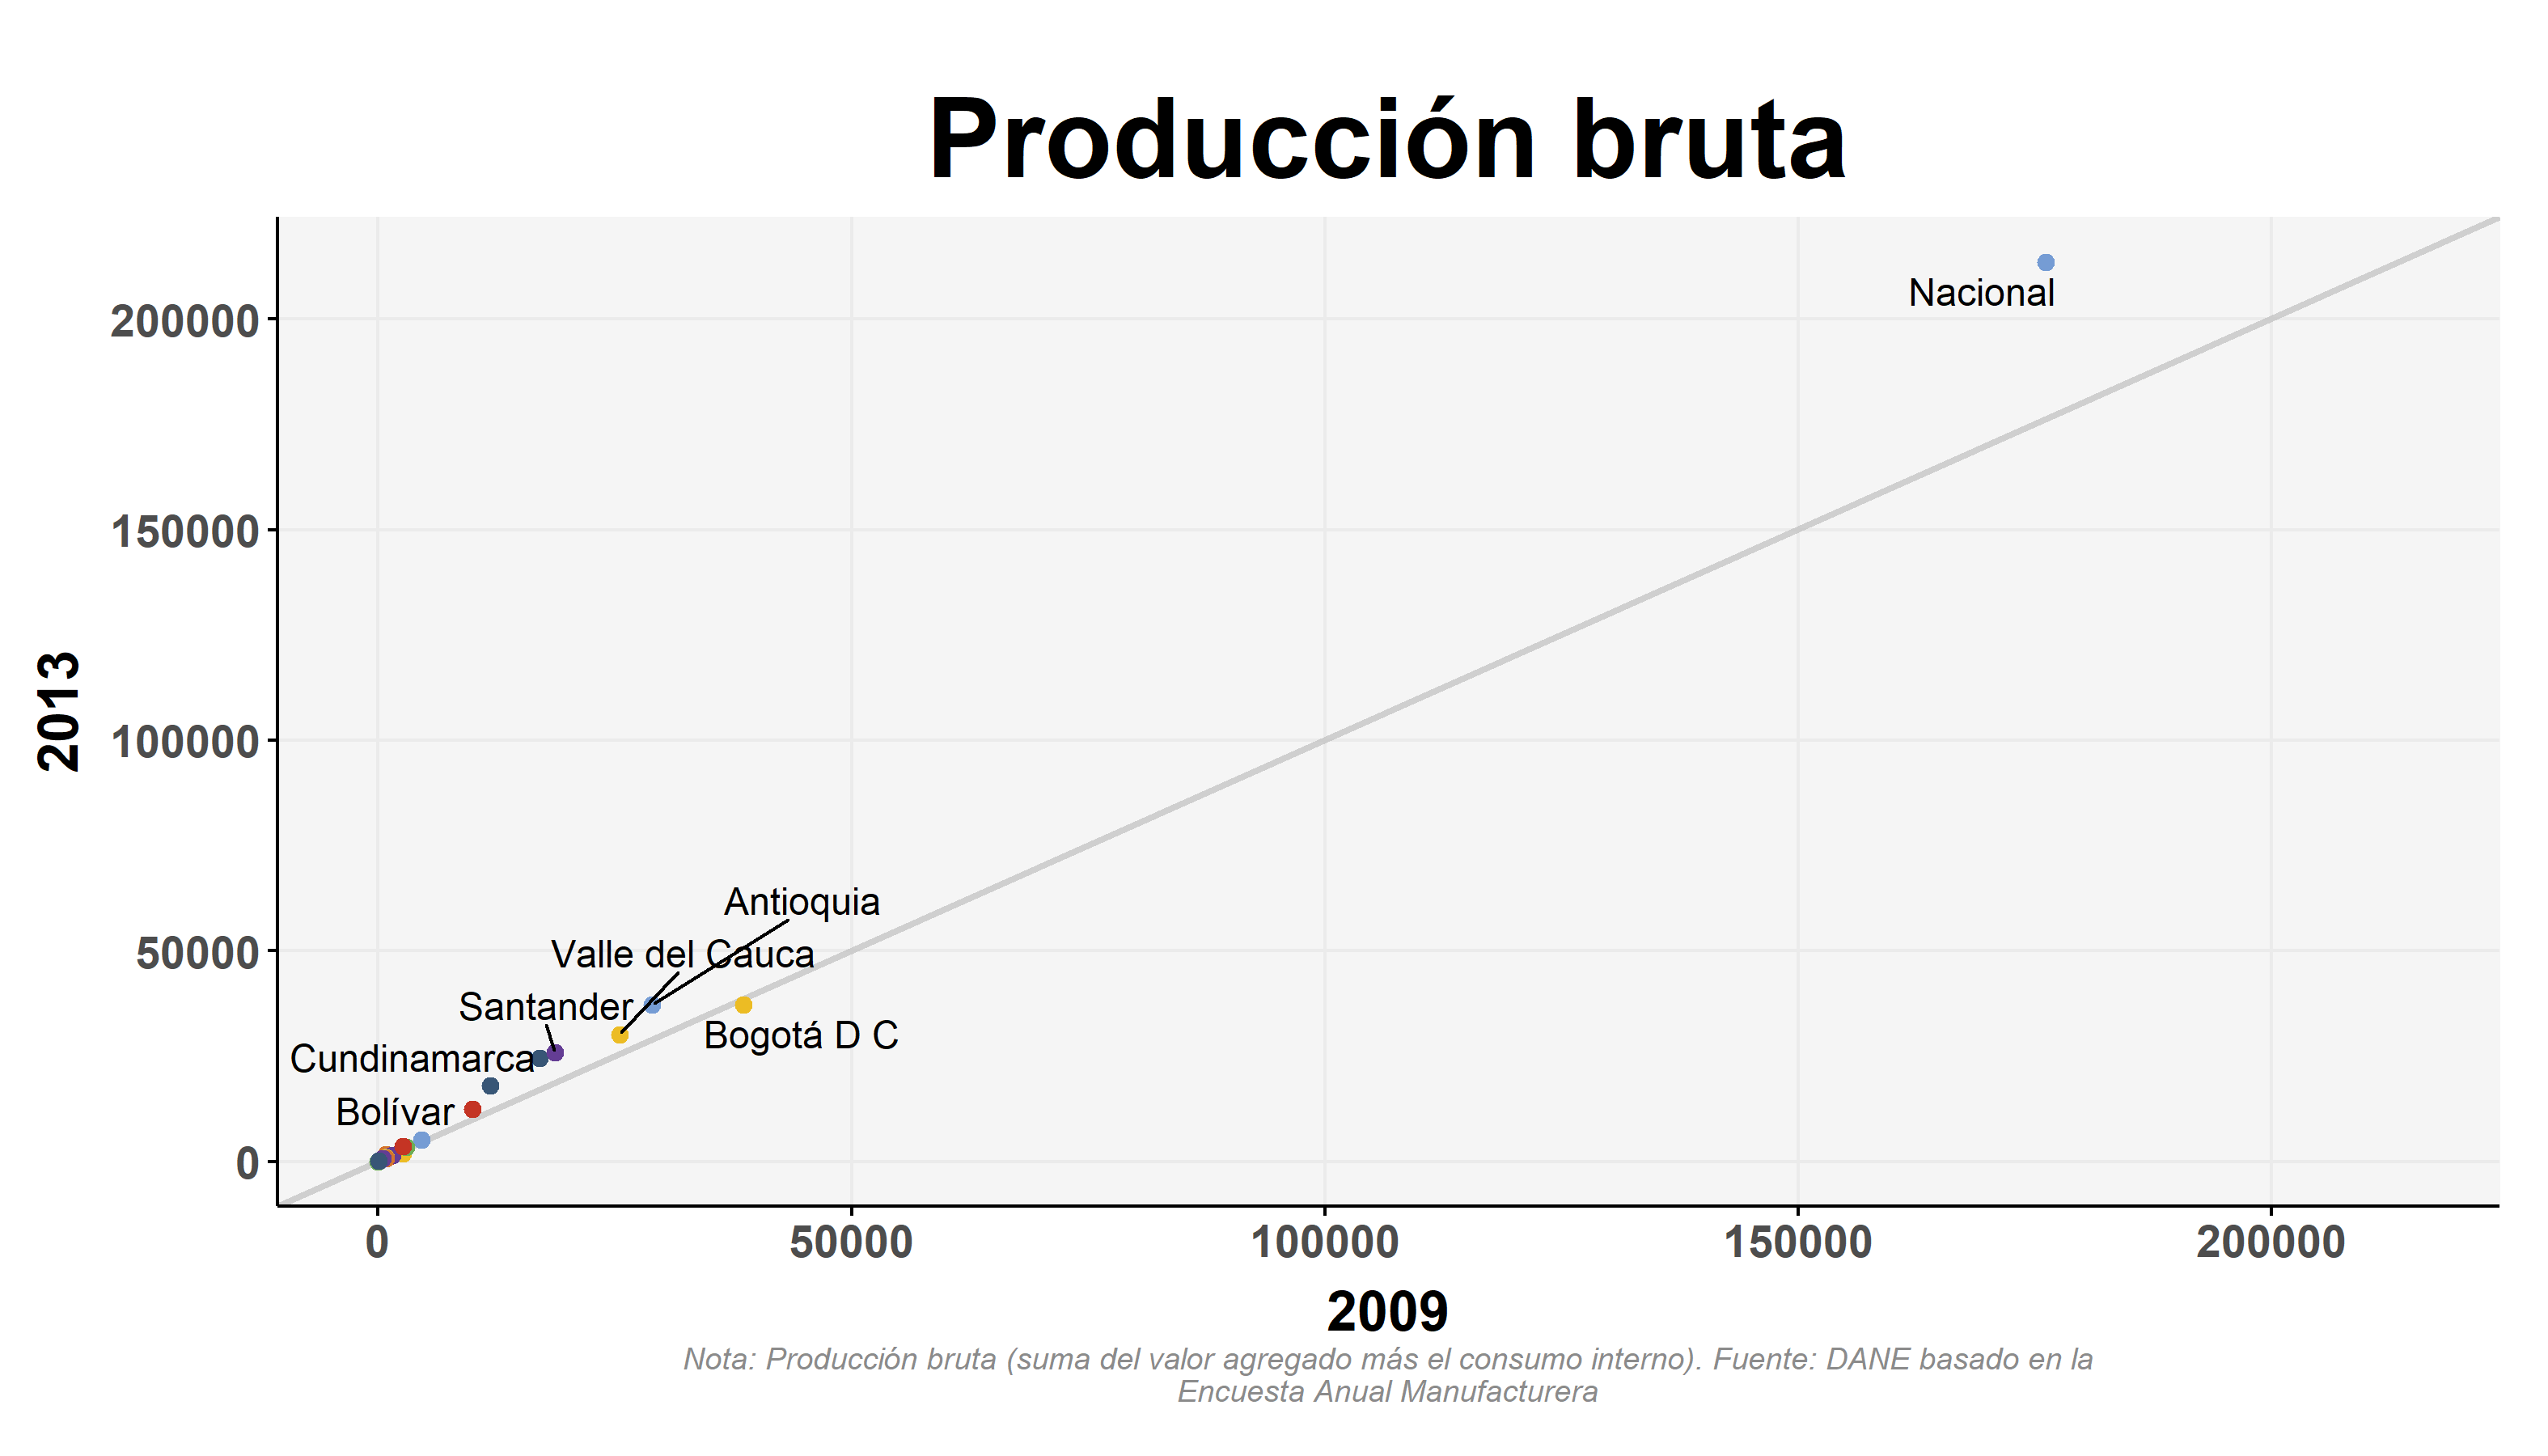 Producción bruta
200000
150000
100000
50000
0
2013
Nacional
Antioquia
Valle del Cauca
Santander
Bogotá D C
Cundinamarca
Bolívar
0 50000 100000 150000 200000
2009
Nota: Producción bruta (suma del valor agregado más el consumo interno). Fuente: DANE basado en la
Encuesta Anual Manufacturera